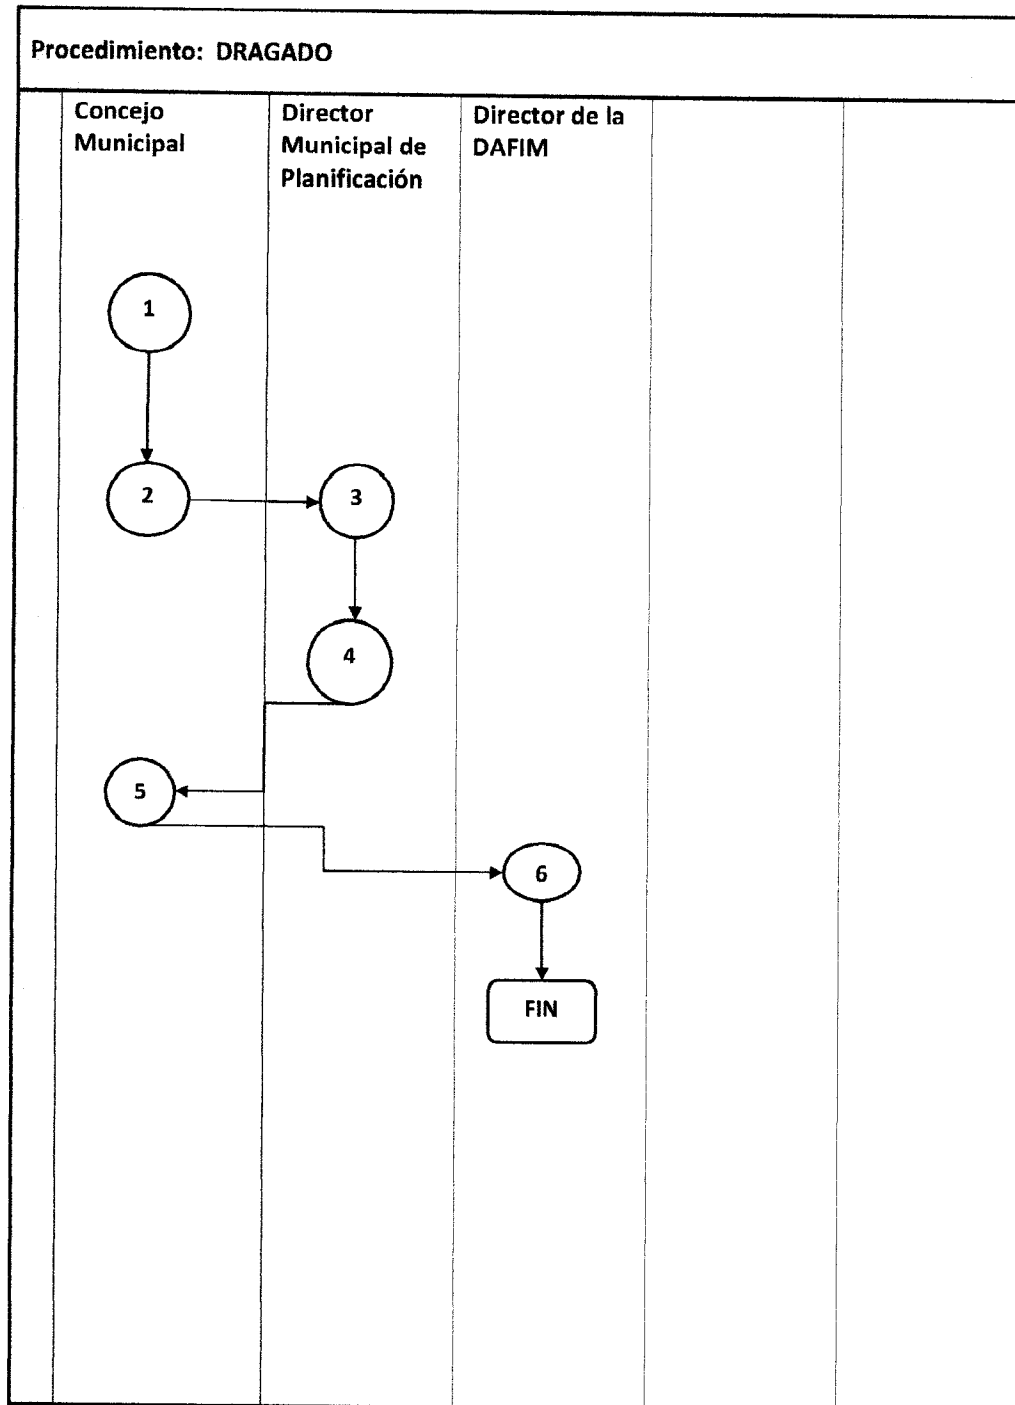 Procedimiento: DRAGADO
Concejo
Municipal
Director
Municipal de
Planificación
Director de la
DAFIM
1
2
3
4
5
6
FIN